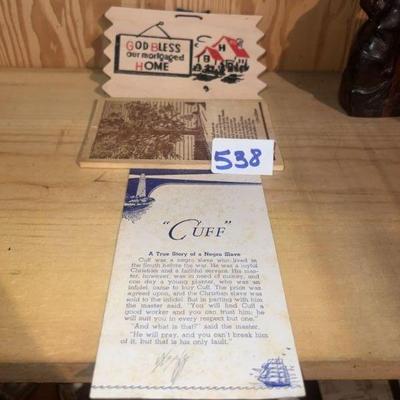 GOD BLESS
our mortgaged
HOME
H
B
538
"CUFF"
A True Story of a Negro Slave
Cuff was a negro slave who lived in
the South before the war. He was a joyful
Christian and a faithful servant. His mas-
ter, however, was in need of money, and
one day a young planter, who was an
infidel, came to buy Cuff. The price was
agreed upon, and the Christian slave was
sold to the infidel. But in parting with him
the master said, "You will find Cuff a
good worker and you can trust him; he
will suit you in every respect but one."
"And what is that?" said the master.
"He will pray, and you can't break him
of it, but that is his only fault."